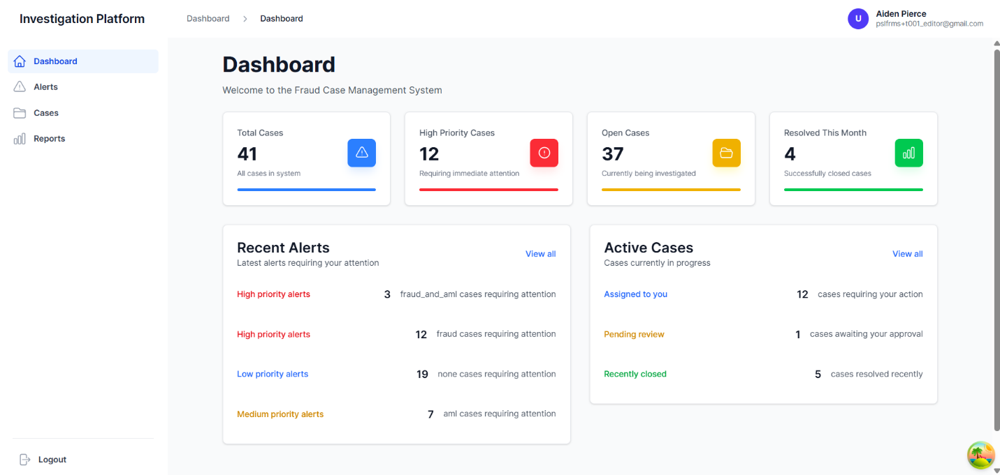 Investigation Platform
Dashboard
Dashboard
Aiden Pierce
U
pslfrms+t001_editor@gmail.com
Dashboard
Alerts
Cases
Reports
Logout
Dashboard
Welcome to the Fraud Case Management System
Total Cases
41
All cases in system
High Priority Cases
12
Requiring immediate attention
Open Cases
37
Currently being investigated
Resolved This Month
4
Successfully closed cases
Recent Alerts
Latest alerts requiring your attention
View all
High priority alerts 3 fraud_and_aml cases requiring attention
High priority alerts 12 fraud cases requiring attention
Low priority alerts 19 none cases requiring attention
Medium priority alerts 7 aml cases requiring attention
Active Cases
Cases currently in progress
View all
Assigned to you 12 cases requiring your action
Pending review 1 cases awaiting your approval
Recently closed 5 cases resolved recently